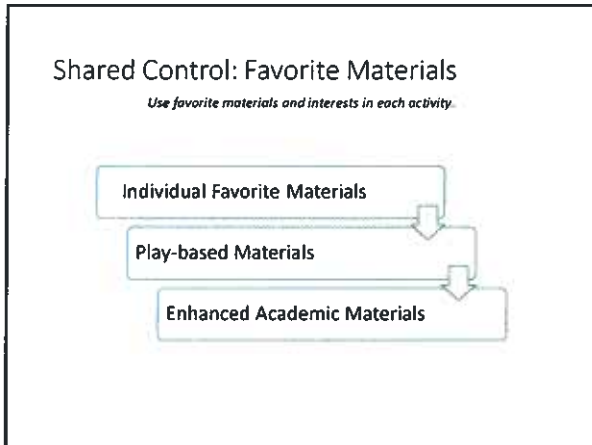 Shared Control: Favorite Materials
Use favorite materials and interests in each activity.
Individual Favorite Materials
Play-based Materials
Enhanced Academic Materials